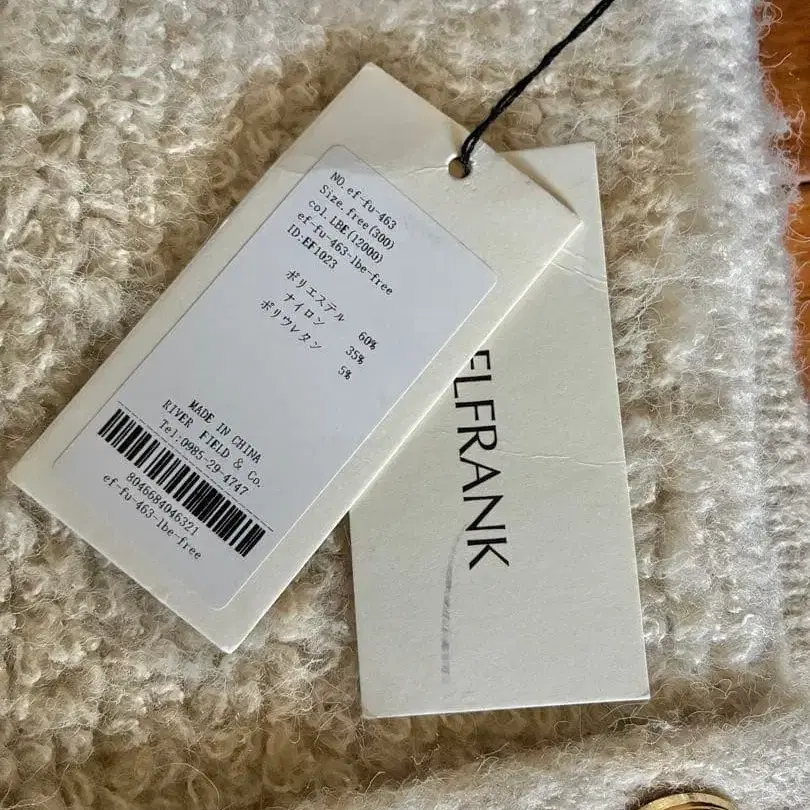 NO. ef-fu-463
Size. free(300)
col. LBE(12000)
ef-fu-463-lbe-free
ID:EF1023
ポリエステル 60%
ナイロン 35%
ポリウレタン 5%
MADE IN CHINA
RIVER FIELD & Co.
Tel:0985-29-4747
8046684046321
ef-fu-463-lbe-free
ELFRANK